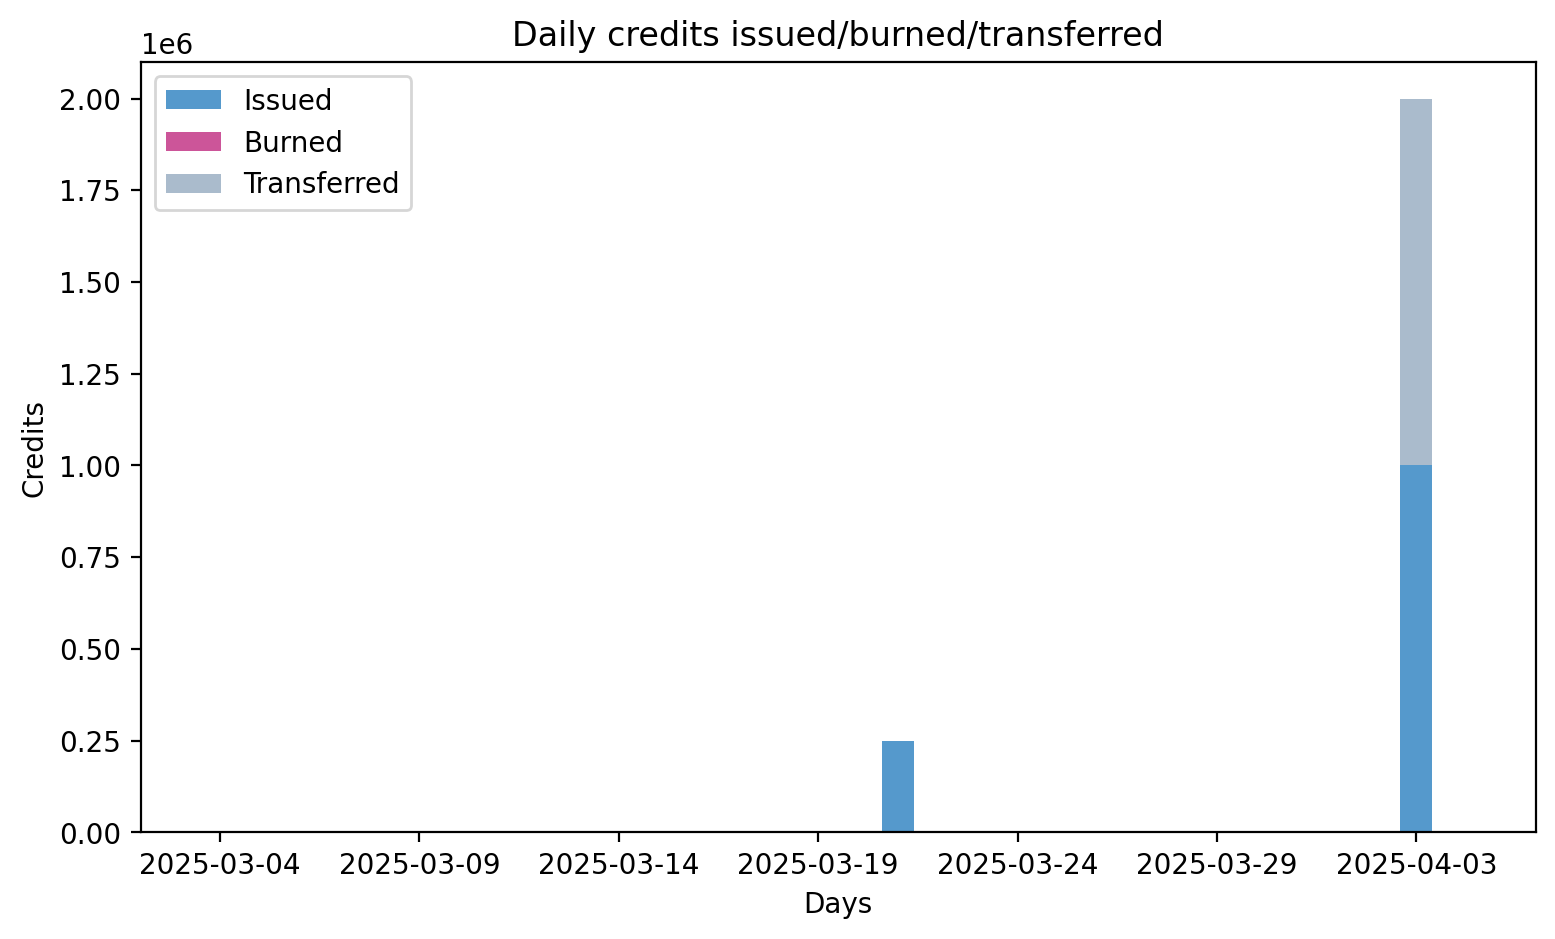 Daily credits issued/burned/transferred
1e6
Issued
Burned
Transferred
2.00
1.75
1.50
1.25
1.00
0.75
0.50
0.25
0.00
Credits
2025-03-04 2025-03-09 2025-03-14 2025-03-19 2025-03-24 2025-03-29 2025-04-03
Days